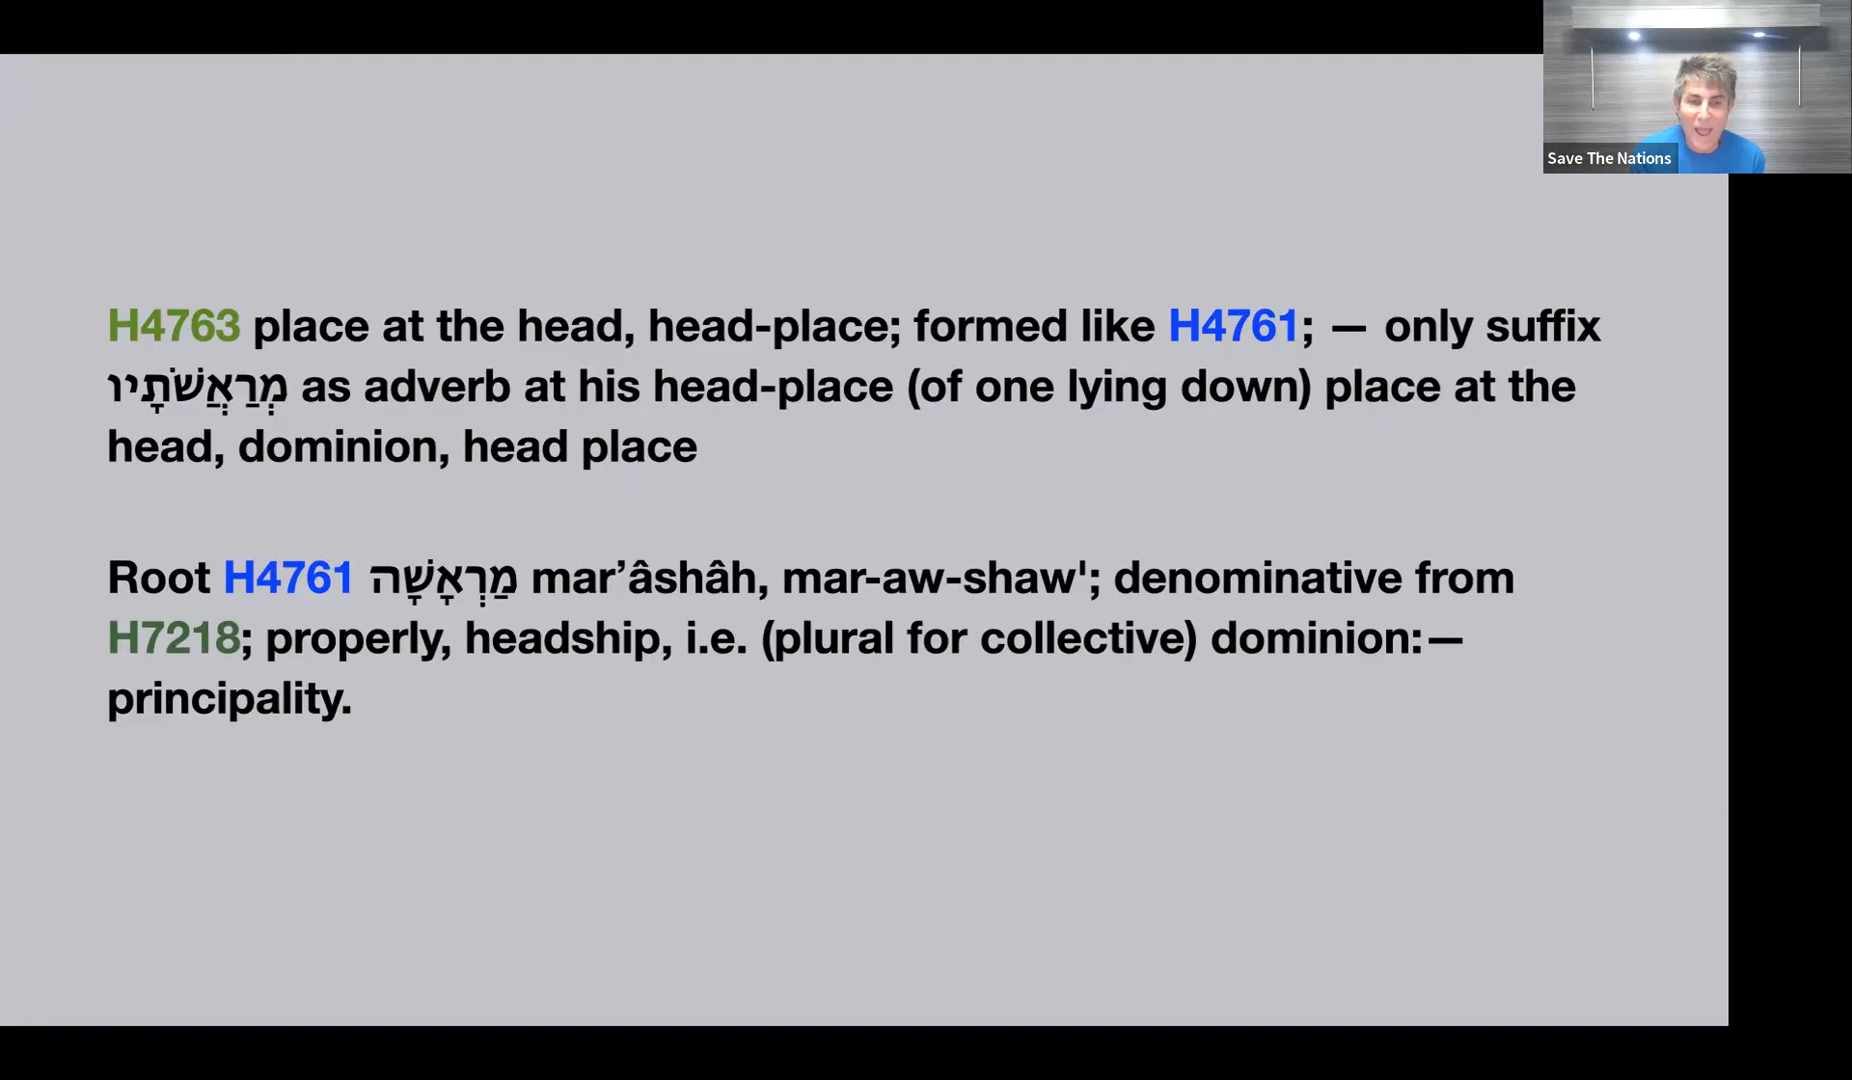 Save The Nations
H4763 place at the head, head-place; formed like H4761; — only suffix
מְרַאֲשֹׁתָיו as adverb at his head-place (of one lying down) place at the
head, dominion, head place
Root H4761 מַרְאָשָׁה mar’âshâh, mar-aw-shaw'; denominative from
H7218; properly, headship, i.e. (plural for collective) dominion:—
principality.